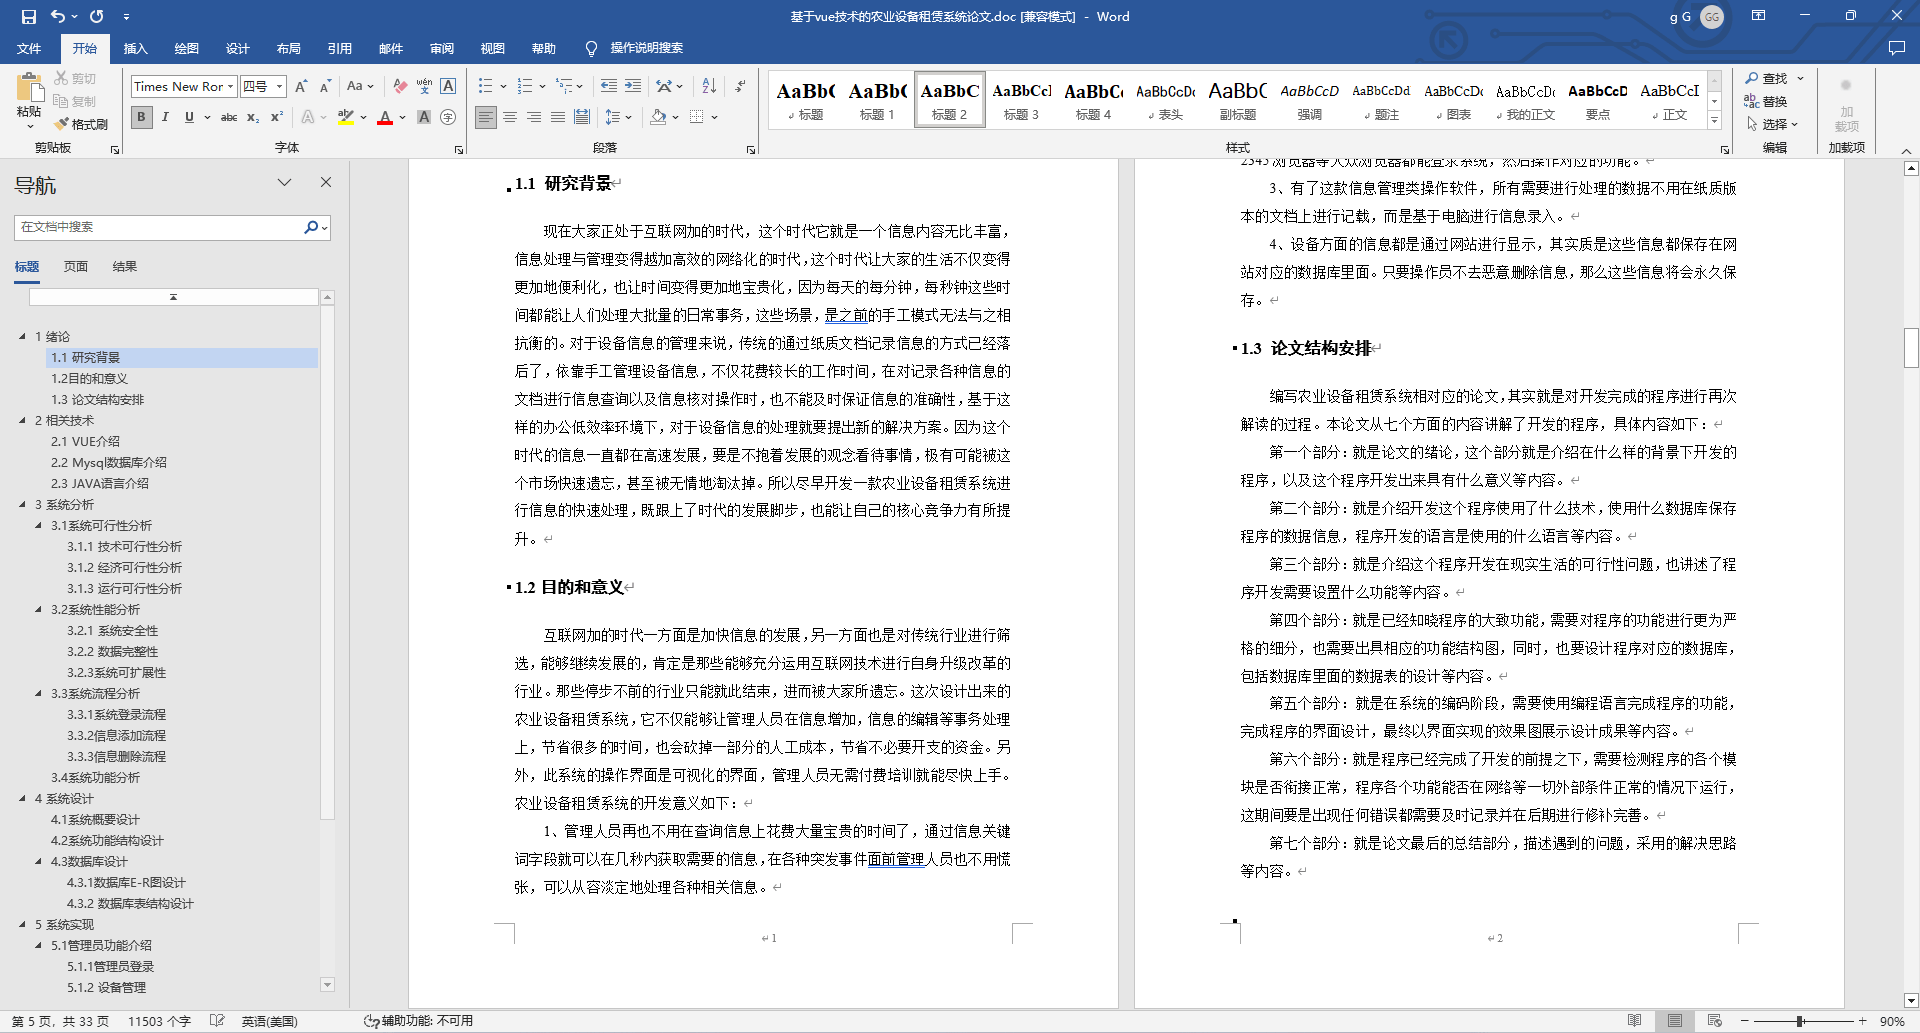 基于vue技术的农业设备租赁系统论文.doc [兼容模式] - Word
g G
GG
文件 开始 插入 绘图 设计 布局 引用 邮件 审阅 视图 帮助 操作说明搜索
粘贴
剪切
复制
格式刷
剪贴板
Times New Ror 四号
字体
段落
AaBb( 标题
AaBb( 标题 1
AaBbC 标题 2
AaBbCcl 标题 3
AaBbC( 标题 4
AaBbCcDc 表头
AaBbC 副标题
AaBbCcD 强调
AaBbCcDd 题注
AaBbCcDc 图表
AaBbCcDc 我的正文
AaBbCcD 要点
AaBbCcI 正文
样式
查找
替换
选择
编辑
加载项
加载项
导航
在文档中搜索
标题 页面 结果
1 绪论
1.1 研究背景
1.2目的和意义
1.3 论文结构安排
2 相关技术
2.1 VUE介绍
2.2 Mysql数据库介绍
2.3 JAVA语言介绍
3 系统分析
3.1系统可行性分析
3.1.1 技术可行性分析
3.1.2 经济可行性分析
3.1.3 运行可行性分析
3.2系统性能分析
3.2.1 系统安全性
3.2.2 数据完整性
3.2.3系统可扩展性
3.3系统流程分析
3.3.1系统登录流程
3.3.2信息添加流程
3.3.3信息删除流程
3.4系统功能分析
4 系统设计
4.1系统概要设计
4.2系统功能结构设计
4.3数据库设计
4.3.1数据库E-R图设计
4.3.2 数据库表结构设计
5 系统实现
5.1管理员功能介绍
5.1.1管理员登录
5.1.2 设备管理
1.1 研究背景
现在大家正处于互联网加的时代，这个时代它就是一个信息内容无比丰富，
信息处理与管理变得越加高效的网络化的时代，这个时代让大家的生活不仅变得
更加地便利化，也让时间变得更加地宝贵化，因为每天的每分钟，每秒钟这些时
间都能让人们处理大批量的日常事务，这些场景，是之前的手工模式无法与之相
抗衡的。对于设备信息的管理来说，传统的通过纸质文档记录信息的方式已经落
后了，依靠手工管理设备信息，不仅花费较长的工作时间，在对记录各种信息的
文档进行信息查询以及信息核对操作时，也不能及时保证信息的准确性，基于这
样的办公低效率环境下，对于设备信息的处理就要提出新的解决方案。因为这个
时代的信息一直都在高速发展，要是不抱着发展的观念看待事情，极有可能被这
个市场快速遗忘，甚至被无情地淘汰掉。所以尽早开发一款农业设备租赁系统进
行信息的快速处理，既跟上了时代的发展脚步，也能让自己的核心竞争力有所提
升。
1.2 目的和意义
互联网加的时代一方面是加快信息的发展，另一方面也是对传统行业进行筛
选，能够继续发展的，肯定是那些能够充分运用互联网技术进行自身升级改革的
行业。那些停步不前的行业只能就此结束，进而被大家所遗忘。这次设计出来的
农业设备租赁系统，它不仅能够让管理人员在信息增加，信息的编辑等事务处理
上，节省很多的时间，也会砍掉一部分的人工成本，节省不必要开支的资金。另
外，此系统的操作界面是可视化的界面，管理人员无需付费培训就能尽快上手。
农业设备租赁系统的开发意义如下：
1、管理人员再也不用在查询信息上花费大量宝贵的时间了，通过信息关键
词字段就可以在几秒内获取需要的信息，在各种突发事件面前管理人员也不用慌
张，可以从容淡定地处理各种相关信息。
1
2345 浏览器等大众浏览器都能登录系统，然后操作对应的功能。
3、有了这款信息管理类操作软件，所有需要进行处理的数据不用在纸质版
本的文档上进行记载，而是基于电脑进行信息录入。
4、设备方面的信息都是通过网站进行显示，其实质是这些信息都保存在网
站对应的数据库里面。只要操作员不去恶意删除信息，那么这些信息将会永久保
存。
1.3 论文结构安排
编写农业设备租赁系统相对应的论文，其实就是对开发完成的程序进行再次
解读的过程。本论文从七个方面的内容讲解了开发的程序，具体内容如下：
第一个部分：就是论文的绪论，这个部分就是介绍在什么样的背景下开发的
程序，以及这个程序开发出来具有什么意义等内容。
第二个部分：就是介绍开发这个程序使用了什么技术，使用什么数据库保存
程序的数据信息，程序开发的语言是使用的什么语言等内容。
第三个部分：就是介绍这个程序开发在现实生活的可行性问题，也讲述了程
序开发需要设置什么功能等内容。
第四个部分：就是已经知晓程序的大致功能，需要对程序的功能进行更为严
格的细分，也需要出具相应的功能结构图，同时，也要设计程序对应的数据库，
包括数据库里面的数据表的设计等内容。
第五个部分：就是在系统的编码阶段，需要使用编程语言完成程序的功能，
完成程序的界面设计，最终以界面实现的效果图展示设计成果等内容。
第六个部分：就是程序已经完成了开发的前提之下，需要检测程序的各个模
块是否衔接正常，程序各个功能能否在网络等一切外部条件正常的情况下运行，
这期间要是出现任何错误都需要及时记录并在后期进行修补完善。
第七个部分：就是论文最后的总结部分，描述遇到的问题，采用的解决思路
等内容。
2
第 5 页，共 33 页 11503 个字 英语(美国) 辅助功能: 不可用 90%